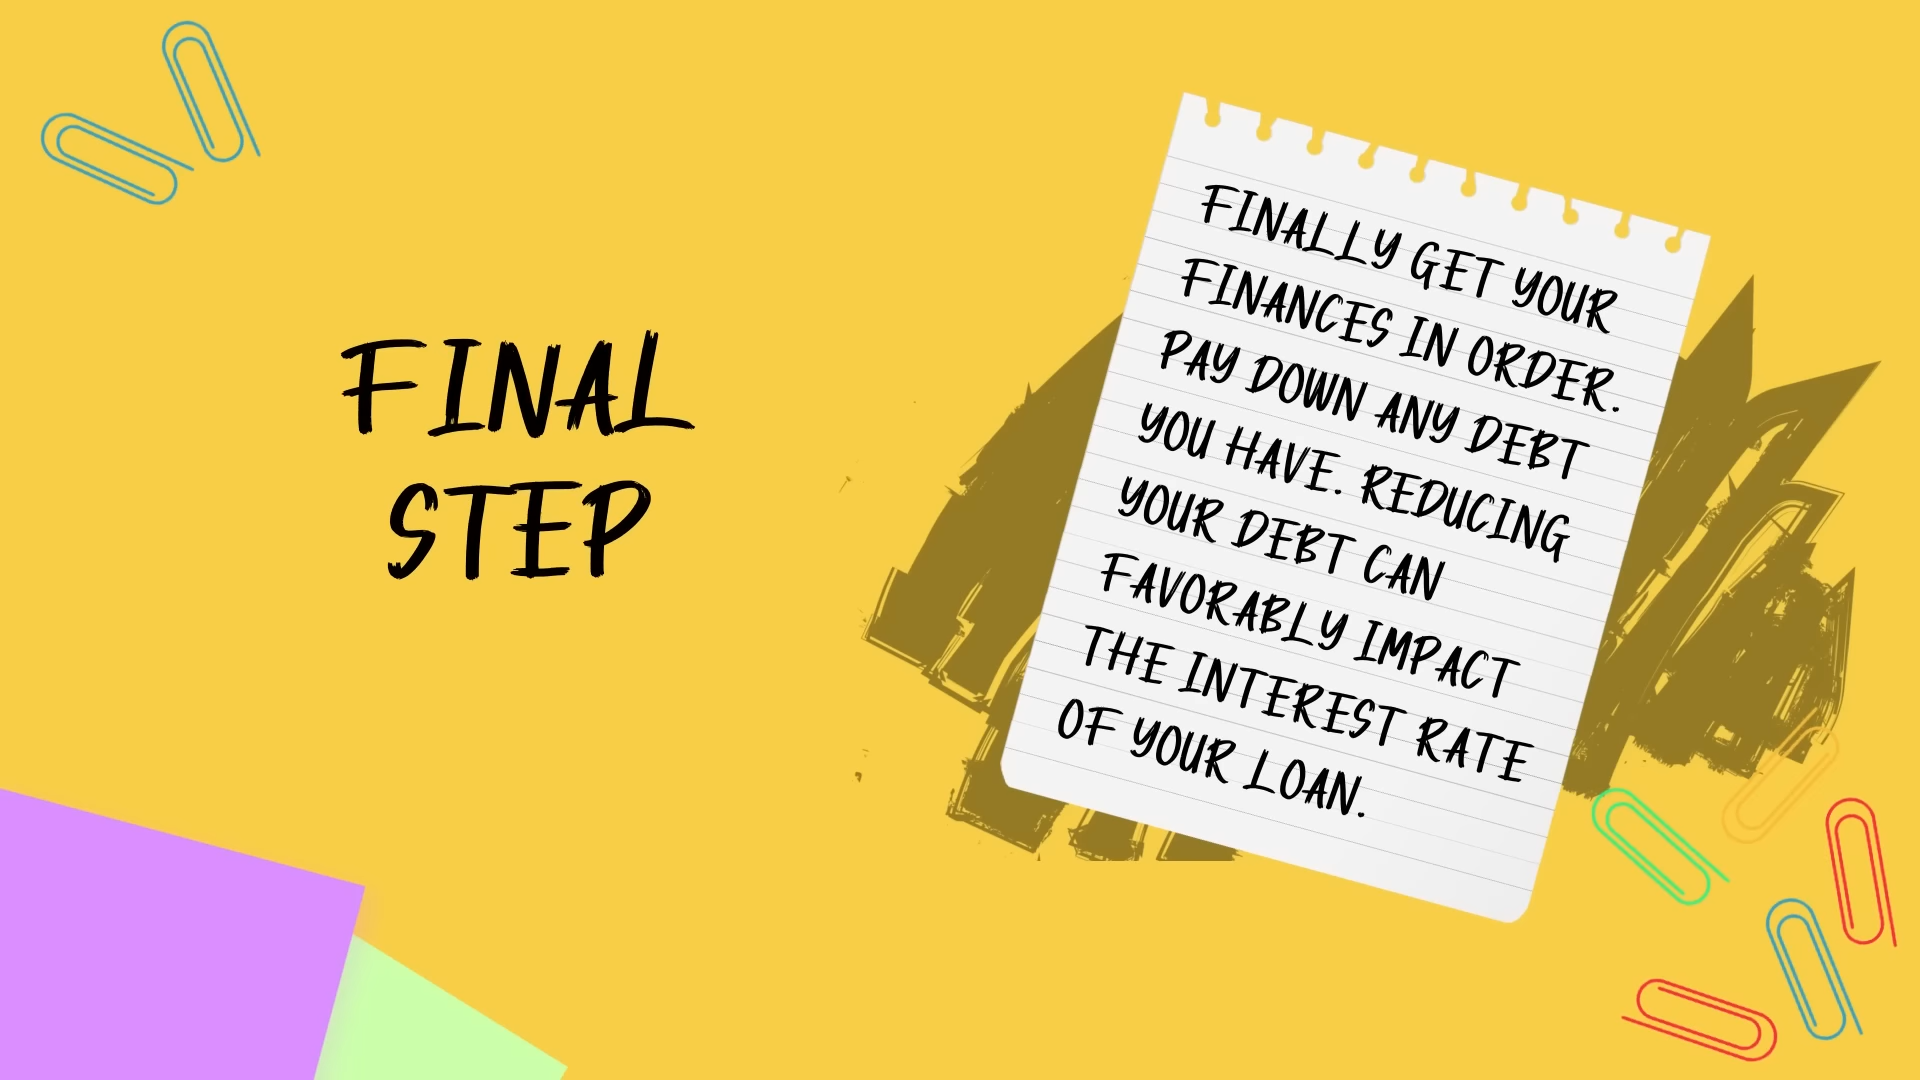 FINAL
STEP
FINALLY GET YOUR
FINANCES IN ORDER.
PAY DOWN ANY DEBT
YOU HAVE. REDUCING
YOUR DEBT CAN
FAVORABLY IMPACT
THE INTEREST RATE
OF YOUR LOAN.